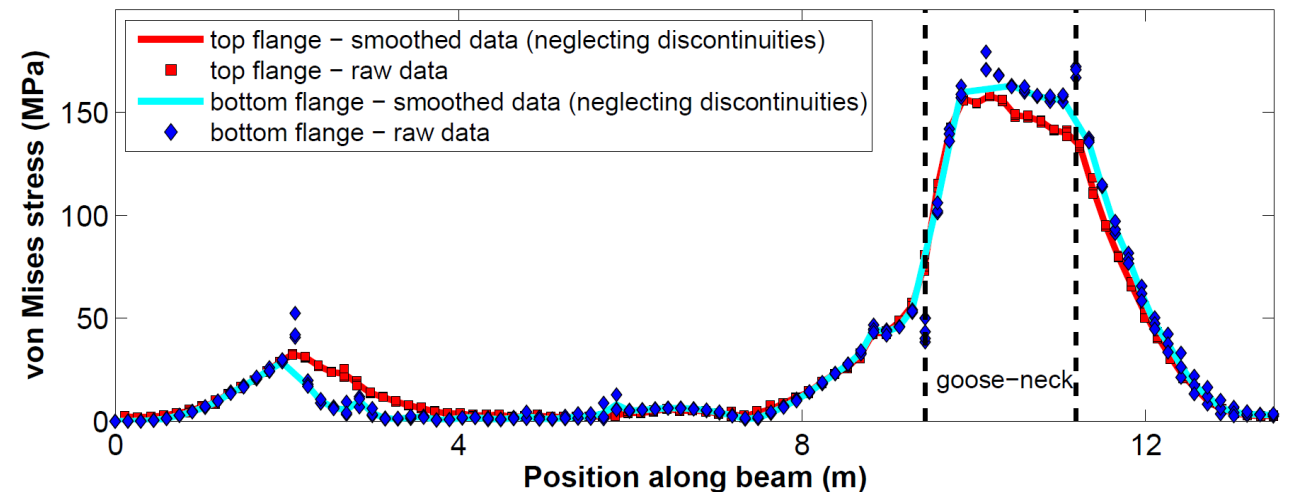 top flange − smoothed data (neglecting discontinuities)
top flange − raw data
bottom flange − smoothed data (neglecting discontinuities)
bottom flange − raw data
von Mises stress (MPa)
150
100
50
0
goose−neck
0 4 8 12
Position along beam (m)